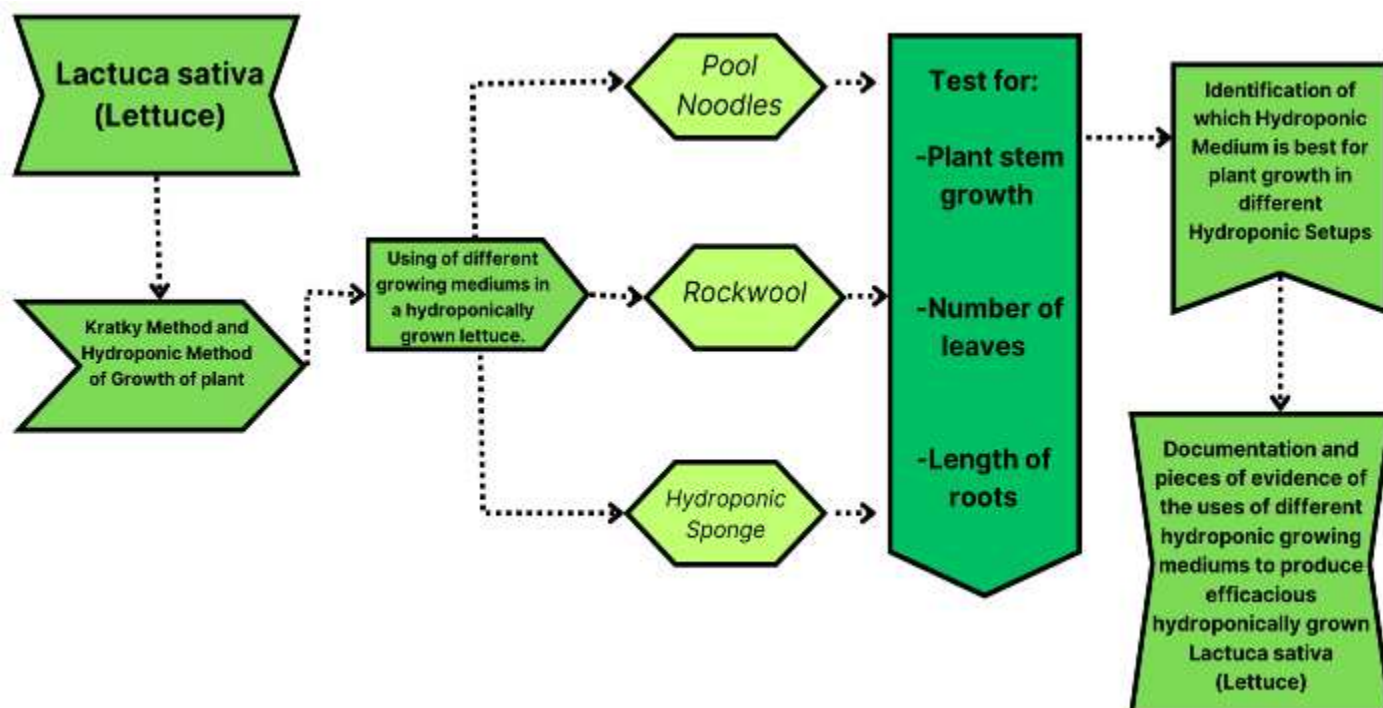 Lactuca sativa
(Lettuce)
Kratky Method and
Hydroponic Method
of Growth of plant
Using of different
growing mediums in
a hydroponically
grown lettuce.
Pool
Noodles
Rockwool
Hydroponic
Sponge
Test for:
-Plant stem
growth
-Number of
leaves
-Length of
roots
Identification of
which Hydroponic
Medium is best for
plant growth in
different
Hydroponic Setups
Documentation and
pieces of evidence of
the uses of different
hydroponic growing
mediums to produce
efficacious
hydroponically grown
Lactuca sativa
(Lettuce)